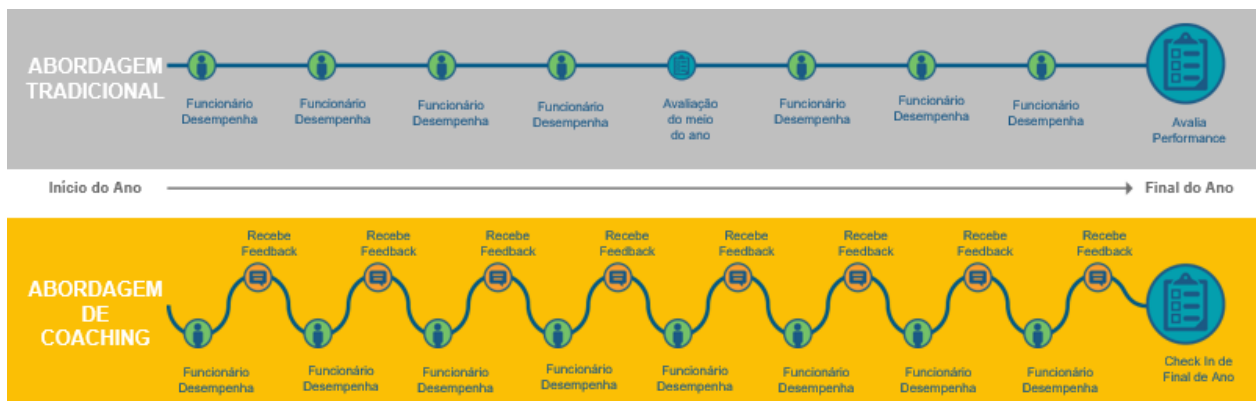 ABORDAGEM
TRADICIONAL
Funcionário
Desempenha
Funcionário
Desempenha
Funcionário
Desempenha
Funcionário
Desempenha
Avaliação
do meio
do ano
Funcionário
Desempenha
Funcionário
Desempenha
Funcionário
Desempenha
Avalia
Performance
Início do Ano
Final do Ano
ABORDAGEM
DE
COACHING
Recebe
Feedback
Recebe
Feedback
Recebe
Feedback
Recebe
Feedback
Recebe
Feedback
Recebe
Feedback
Recebe
Feedback
Recebe
Feedback
Funcionário
Desempenha
Funcionário
Desempenha
Funcionário
Desempenha
Funcionário
Desempenha
Funcionário
Desempenha
Funcionário
Desempenha
Funcionário
Desempenha
Funcionário
Desempenha
Check In de
Final de Ano